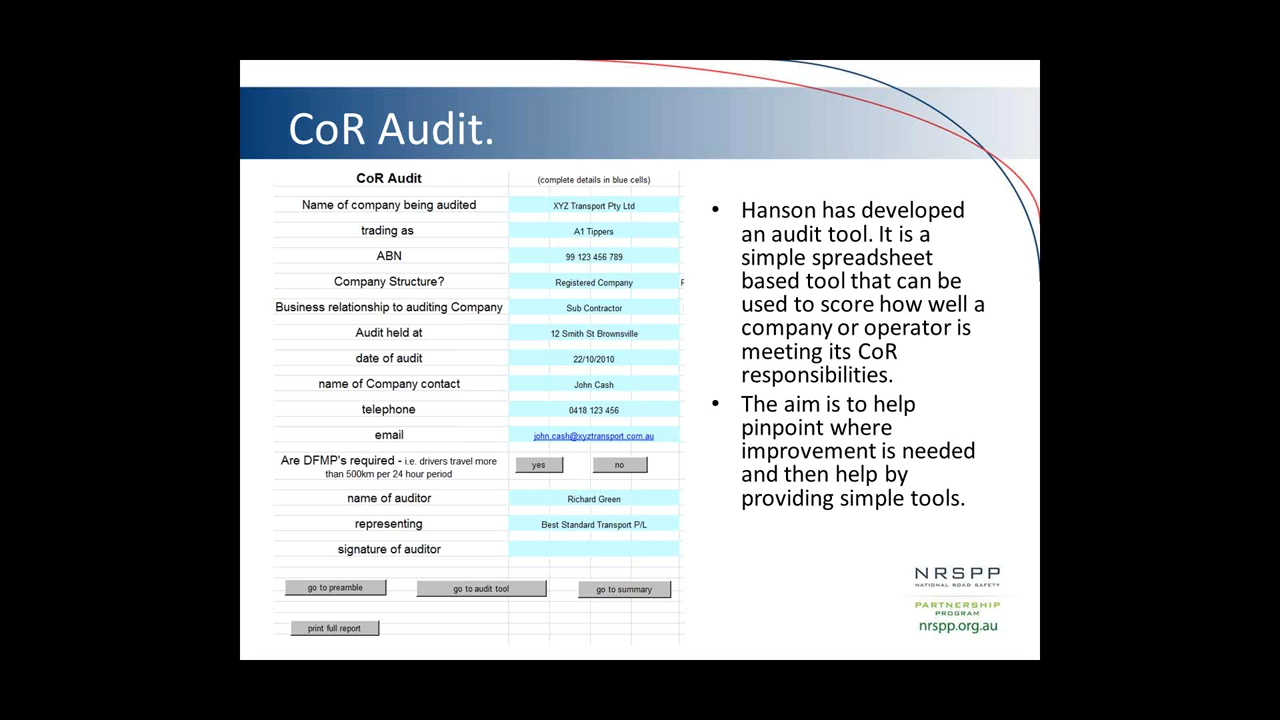 CoR Audit.
CoR Audit (complete details in blue cells)
Name of company being audited XYZ Transport Pty Ltd
trading as A1 Tippers
ABN 99 123 456 789
Company Structure? Registered Company
Business relationship to auditing Company Sub Contractor
Audit held at 12 Smith St Brownsville
date of audit 22/10/2010
name of Company contact John Cash
telephone 0418 123 456
email john.cash@xyztransport.com.au
Are DFMP's required - i.e. drivers travel more
than 500km per 24 hour period
yes no
name of auditor Richard Green
representing Best Standard Transport P/L
signature of auditor
go to preamble go to audit tool go to summary
print full report
• Hanson has developed
an audit tool. It is a
simple spreadsheet
based tool that can be
used to score how well a
company or operator is
meeting its CoR
responsibilities.
• The aim is to help
pinpoint where
improvement is needed
and then help by
providing simple tools.
NRSPP
NATIONAL ROAD SAFETY
PARTNERSHIP
PROGRAM
nrspp.org.au